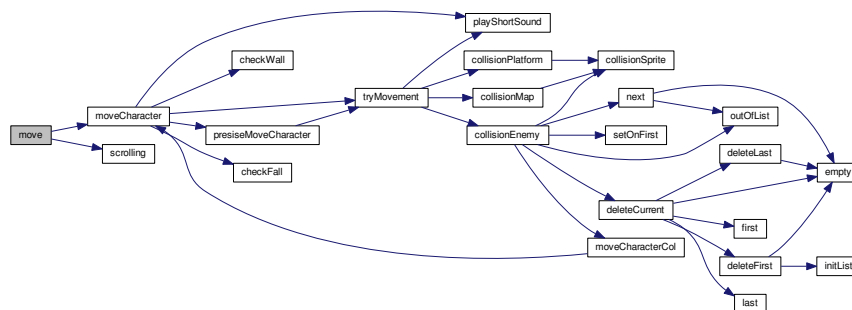 move
moveCharacter
scrolling
playShortSound
checkWall
presiseMoveCharacter
checkFall
tryMovement
collisionPlatform
collisionMap
collisionEnemy
collisionSprite
next
setOnFirst
outOfList
deleteLast
empty
deleteCurrent
first
moveCharacterCol
deleteFirst
initList
last